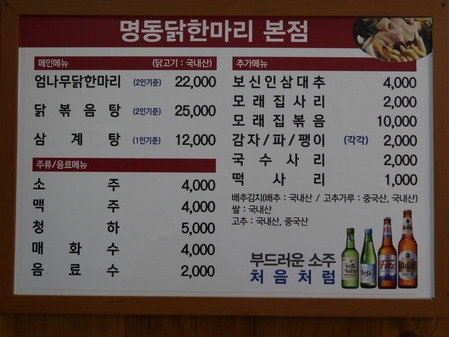 명동닭한마리 본점
메인메뉴 (닭고기 : 국내산)
엄나무닭한마리 (2인기준) 22,000
닭볶음탕 (2인기준) 25,000
삼계탕 (1인기준) 12,000
주류/음료메뉴
소주 4,000
맥주 4,000
청하 5,000
매화수 4,000
음료수 2,000
추가메뉴
보신인삼대추 4,000
모래집사리 2,000
모래집볶음 10,000
감자/파/팽이 (각각) 2,000
국수사리 2,000
떡사리 1,000
배추김치(배추 : 국내산 / 고추가루 : 중국산, 국내산)
쌀 : 국내산
고추 : 국내산, 중국산
부드러운 소주
처음처럼